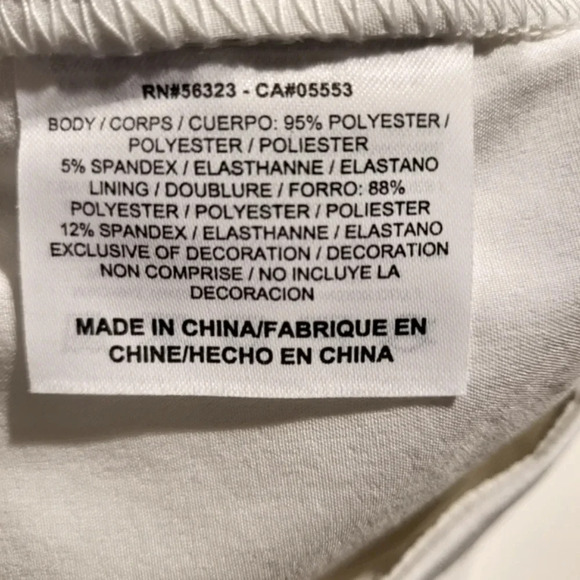 RN#56323 - CA#05553
BODY / CORPS / CUERPO: 95% POLYESTER /
POLYESTER / POLIESTER
5% SPANDEX / ELASTHANNE / ELASTANO
LINING / DOUBLURE / FORRO: 88%
POLYESTER / POLYESTER / POLIESTER
12% SPANDEX / ELASTHANNE / ELASTANO
EXCLUSIVE OF DECORATION / DECORATION
NON COMPRISE / NO INCLUYE LA
DECORACION
MADE IN CHINA/FABRIQUE EN
CHINE/HECHO EN CHINA